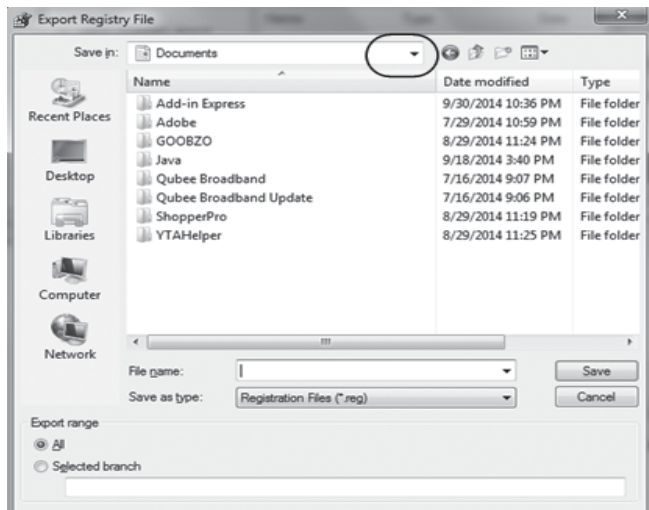 Export Registry File
Save in: Documents
Recent Places
Desktop
Libraries
Computer
Network
Name Date modified Type
Add-in Express 9/30/2014 10:36 PM File folder
Adobe 7/29/2014 10:59 PM File folder
GOOBZO 8/29/2014 11:24 PM File folder
Java 9/18/2014 3:40 PM File folder
Qubee Broadband 7/16/2014 9:07 PM File folder
Qubee Broadband Update 7/16/2014 9:06 PM File folder
ShopperPro 8/29/2014 11:19 PM File folder
YTAHelper 8/29/2014 11:25 PM File folder
File name: Save
Save as type: Registration Files (*.reg) Cancel
Export range
All
Selected branch